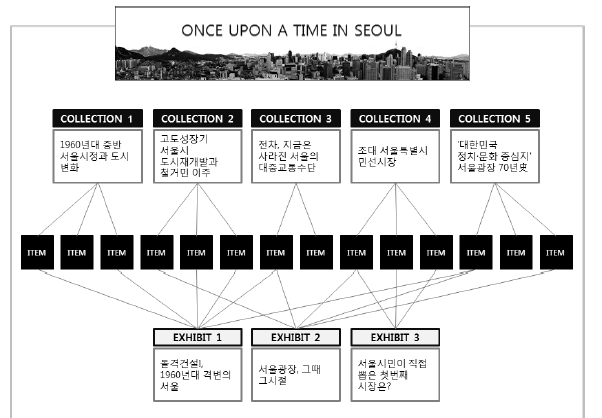 ONCE UPON A TIME IN SEOUL
COLLECTION 1
COLLECTION 2
COLLECTION 3
COLLECTION 4
COLLECTION 5
1960년대 중반
서울시정과 도시
변화
고도성장기
서울시
도시재개발과
철거민 이주
전차, 지금은
사라진 서울의
대중교통수단
초대 서울특별시
민선시장
'대한민국
정치·문화 중심지'
서울광장 70년史
ITEM
ITEM
ITEM
ITEM
ITEM
ITEM
ITEM
ITEM
ITEM
ITEM
ITEM
ITEM
ITEM
ITEM
EXHIBIT 1
EXHIBIT 2
EXHIBIT 3
돌격건설!,
1960년대 격변의
서울
서울광장, 그때
그시절
서울시민이 직접
뽑은 첫번째
시장은?